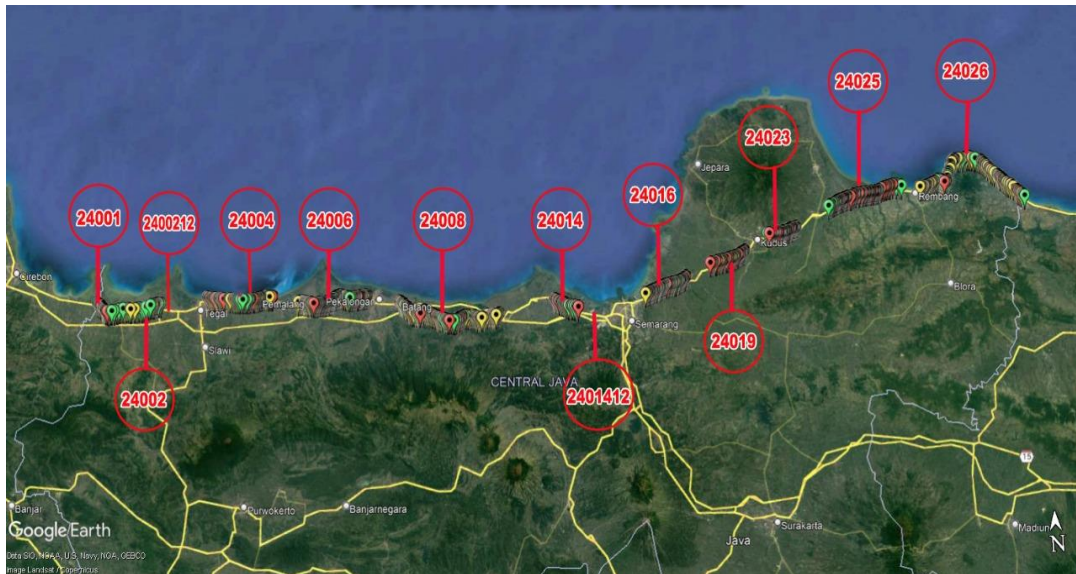 24026
24025
24023
Jepara
24016
24001
2400212
24004
24006
24008
24014
Rembang
Kudus
Cirebon
Blora
Pemalang
Pekalongan
Batang
Tegal
Semarang
24019
Slawi
CENTRAL JAVA
24002
2401412
15
Banjar
Purwokerto
Banjarnegara
Surakarta
Madiun
Google Earth
Java
N
Data SIO, NOAA, U.S. Navy, NGA, GEBCO
Image Landsat / Copernicus